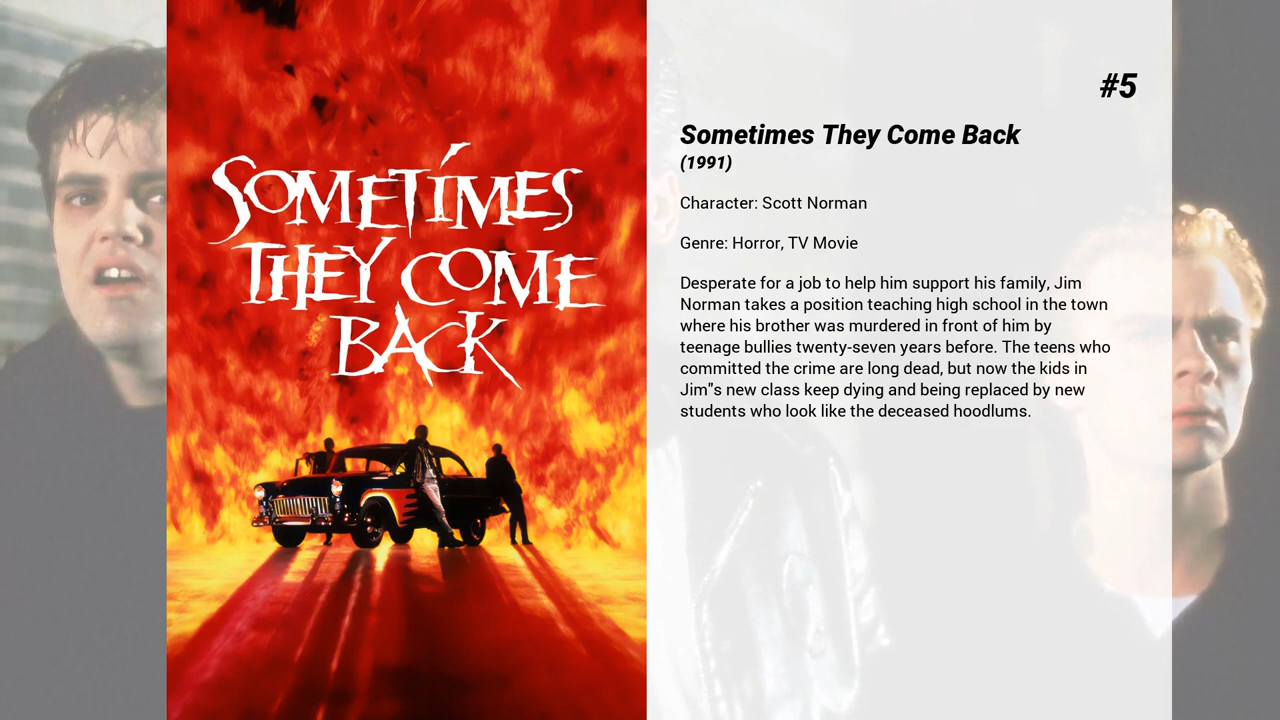 SOMETIMES
THEY COME
BACK
#5
Sometimes They Come Back
(1991)
Character: Scott Norman
Genre: Horror, TV Movie
Desperate for a job to help him support his family, Jim
Norman takes a position teaching high school in the town
where his brother was murdered in front of him by
teenage bullies twenty-seven years before. The teens who
committed the crime are long dead, but now the kids in
Jim"s new class keep dying and being replaced by new
students who look like the deceased hoodlums.